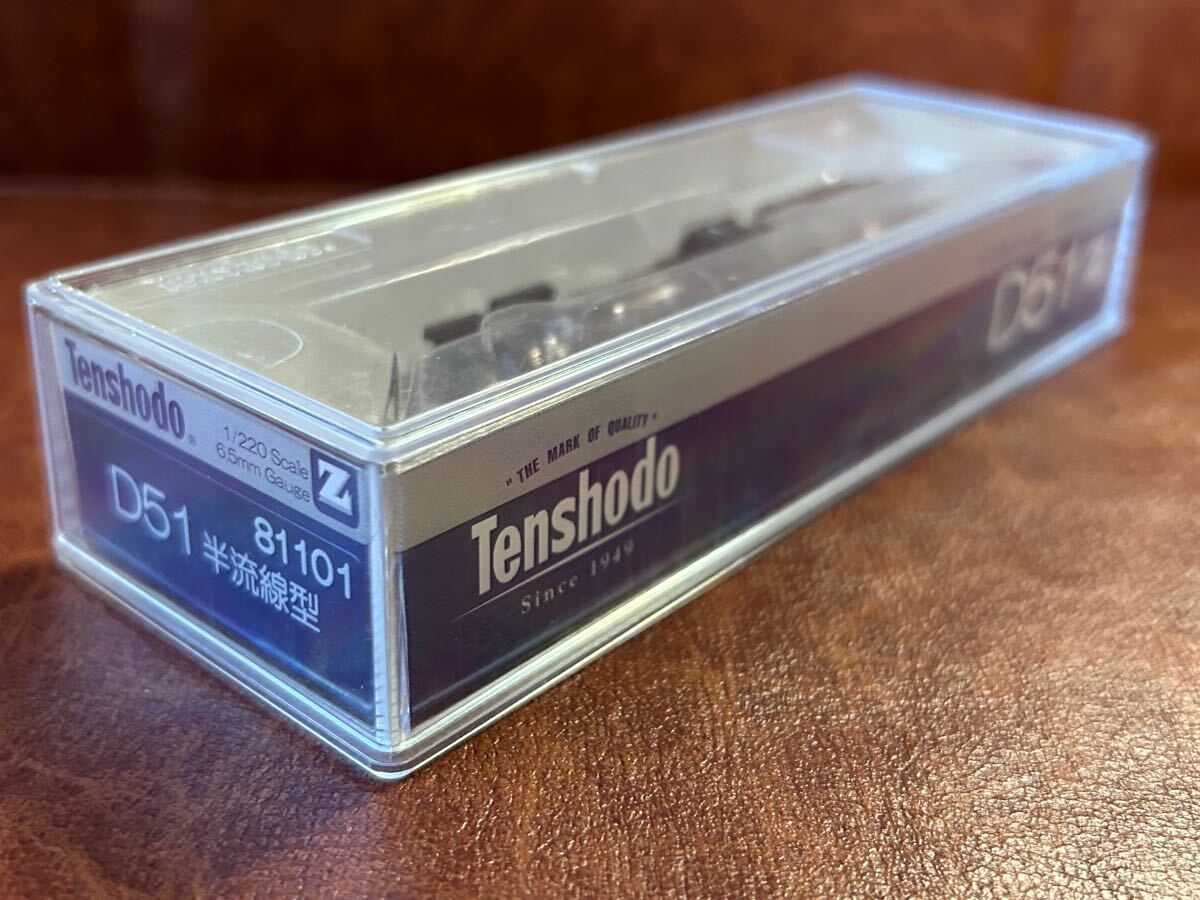 Tenshodo®
1/220 Scale
6.5mm Gauge
Z
81101
D51 半流線型
"THE MARK OF QUALITY"
Tenshodo
Since 1949
D51